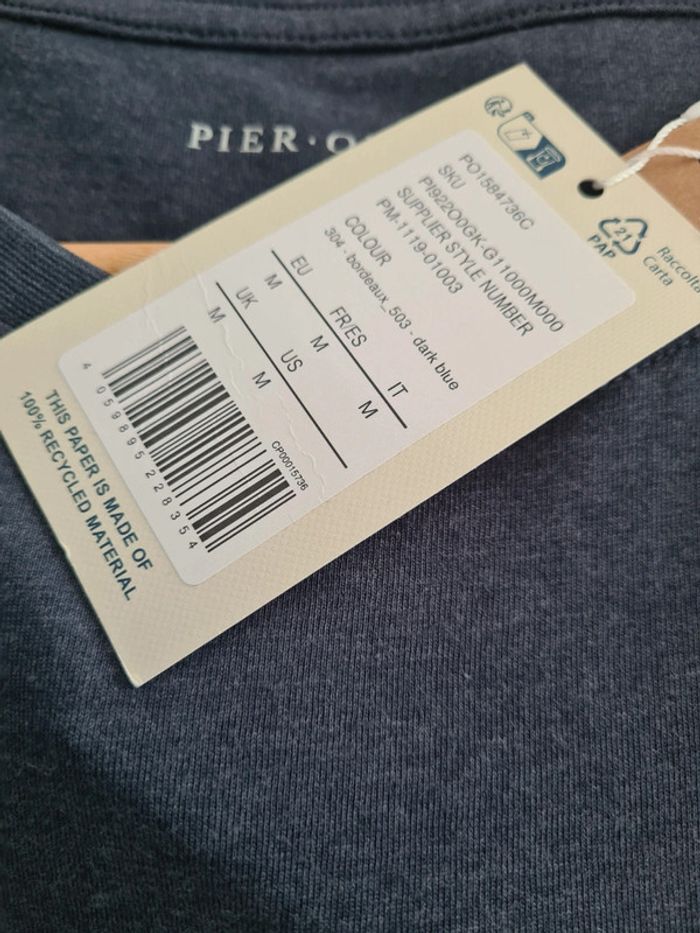 PIER · O
PO1584736C
SKU
PI922O0GK-G11000M000
SUPPLIER STYLE NUMBER
PM-1119-01003
COLOUR
304 - bordeaux_503 - dark blue
EU FR/ES IT
M M M
UK US
M M
CP00015736
4 059895 228354
THIS PAPER IS MADE OF
100% RECYCLED MATERIAL
21
PAP
Raccolta
Carta